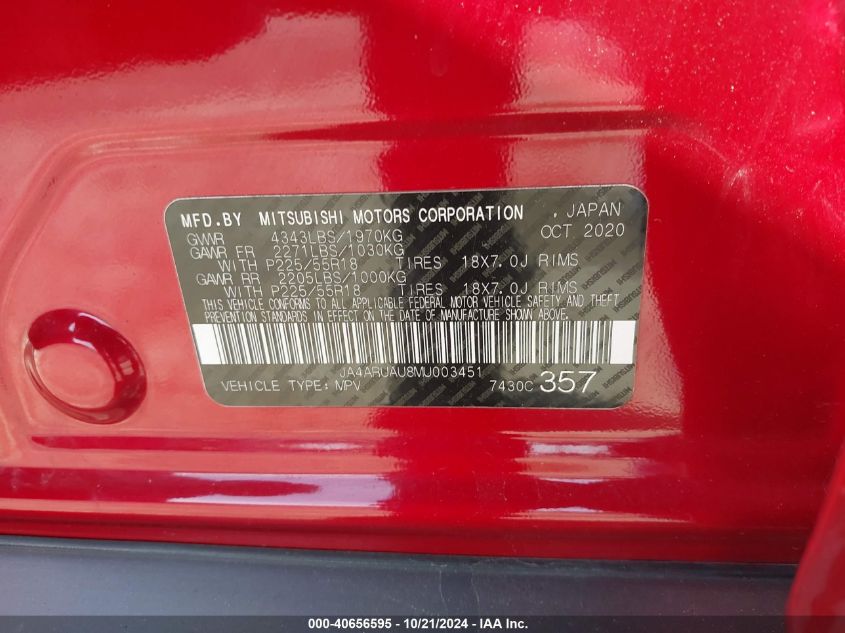 MFD.BY MITSUBISHI MOTORS CORPORATION , JAPAN
GVWR 4343LBS/1970KG OCT 2020
GAWR FR 2271LBS/1030KG
WITH P225/55R18 TIRES 18X7.0J RIMS
GAWR RR 2205LBS/1000KG
WITH P225/55R18 TIRES 18X7.0J RIMS
THIS VEHICLE CONFORMS TO ALL APPLICABLE FEDERAL MOTOR VEHICLE SAFETY AND THEFT
PREVENTION STANDARDS IN EFFECT ON THE DATE OF MANUFACTURE SHOWN ABOVE.
JA4ARUAU8MU003451
VEHICLE TYPE: MPV 7430C 357
000-40656595 - 10/21/2024 - IAA, Inc.